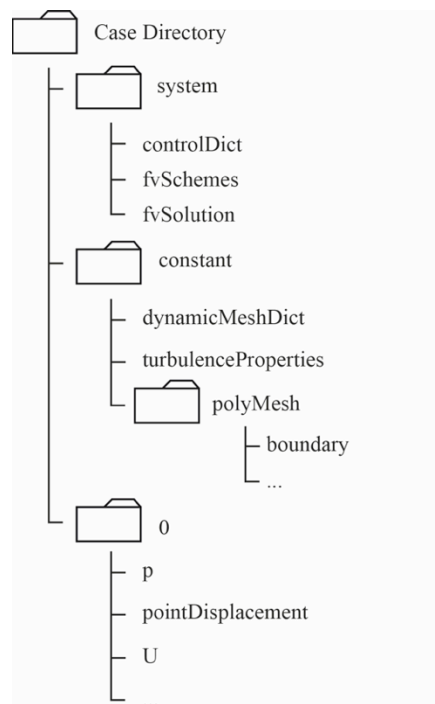 Case Directory
system
controlDict
fvSchemes
fvSolution
constant
dynamicMeshDict
turbulenceProperties
polyMesh
boundary
...
0
p
pointDisplacement
U